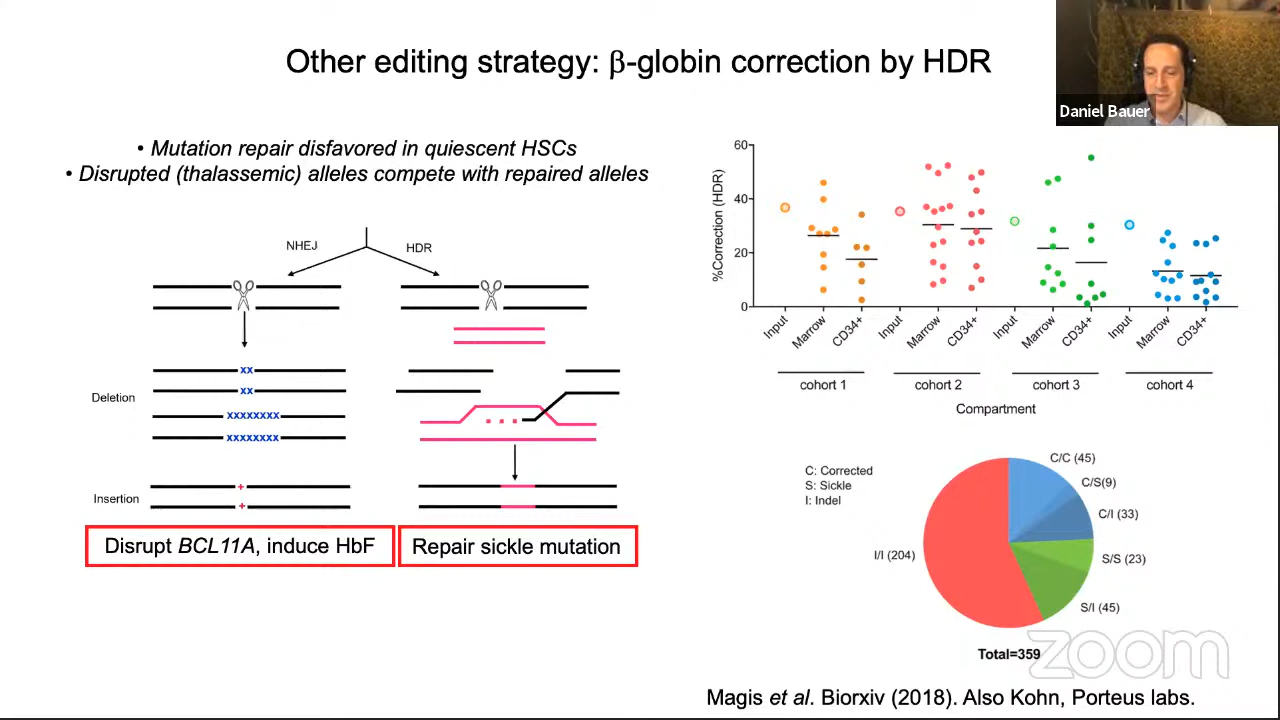 Other editing strategy: β-globin correction by HDR
Daniel Bauer
• Mutation repair disfavored in quiescent HSCs
• Disrupted (thalassemic) alleles compete with repaired alleles
NHEJ
HDR
Deletion
xx
xx
xxxxxxxx
xxxxxxxx
Insertion
+
+
Disrupt BCL11A, induce HbF
Repair sickle mutation
%Correction (HDR)
60
40
20
0
Input
Marrow
CD34+
Input
Marrow
CD34+
Input
Marrow
CD34+
Input
Marrow
CD34+
cohort 1
cohort 2
cohort 3
cohort 4
Compartment
C: Corrected
S: Sickle
I: Indel
C/C (45)
C/S(9)
C/I (33)
S/S (23)
S/I (45)
I/I (204)
Total=359
zoom
Magis et al. Biorxiv (2018). Also Kohn, Porteus labs.